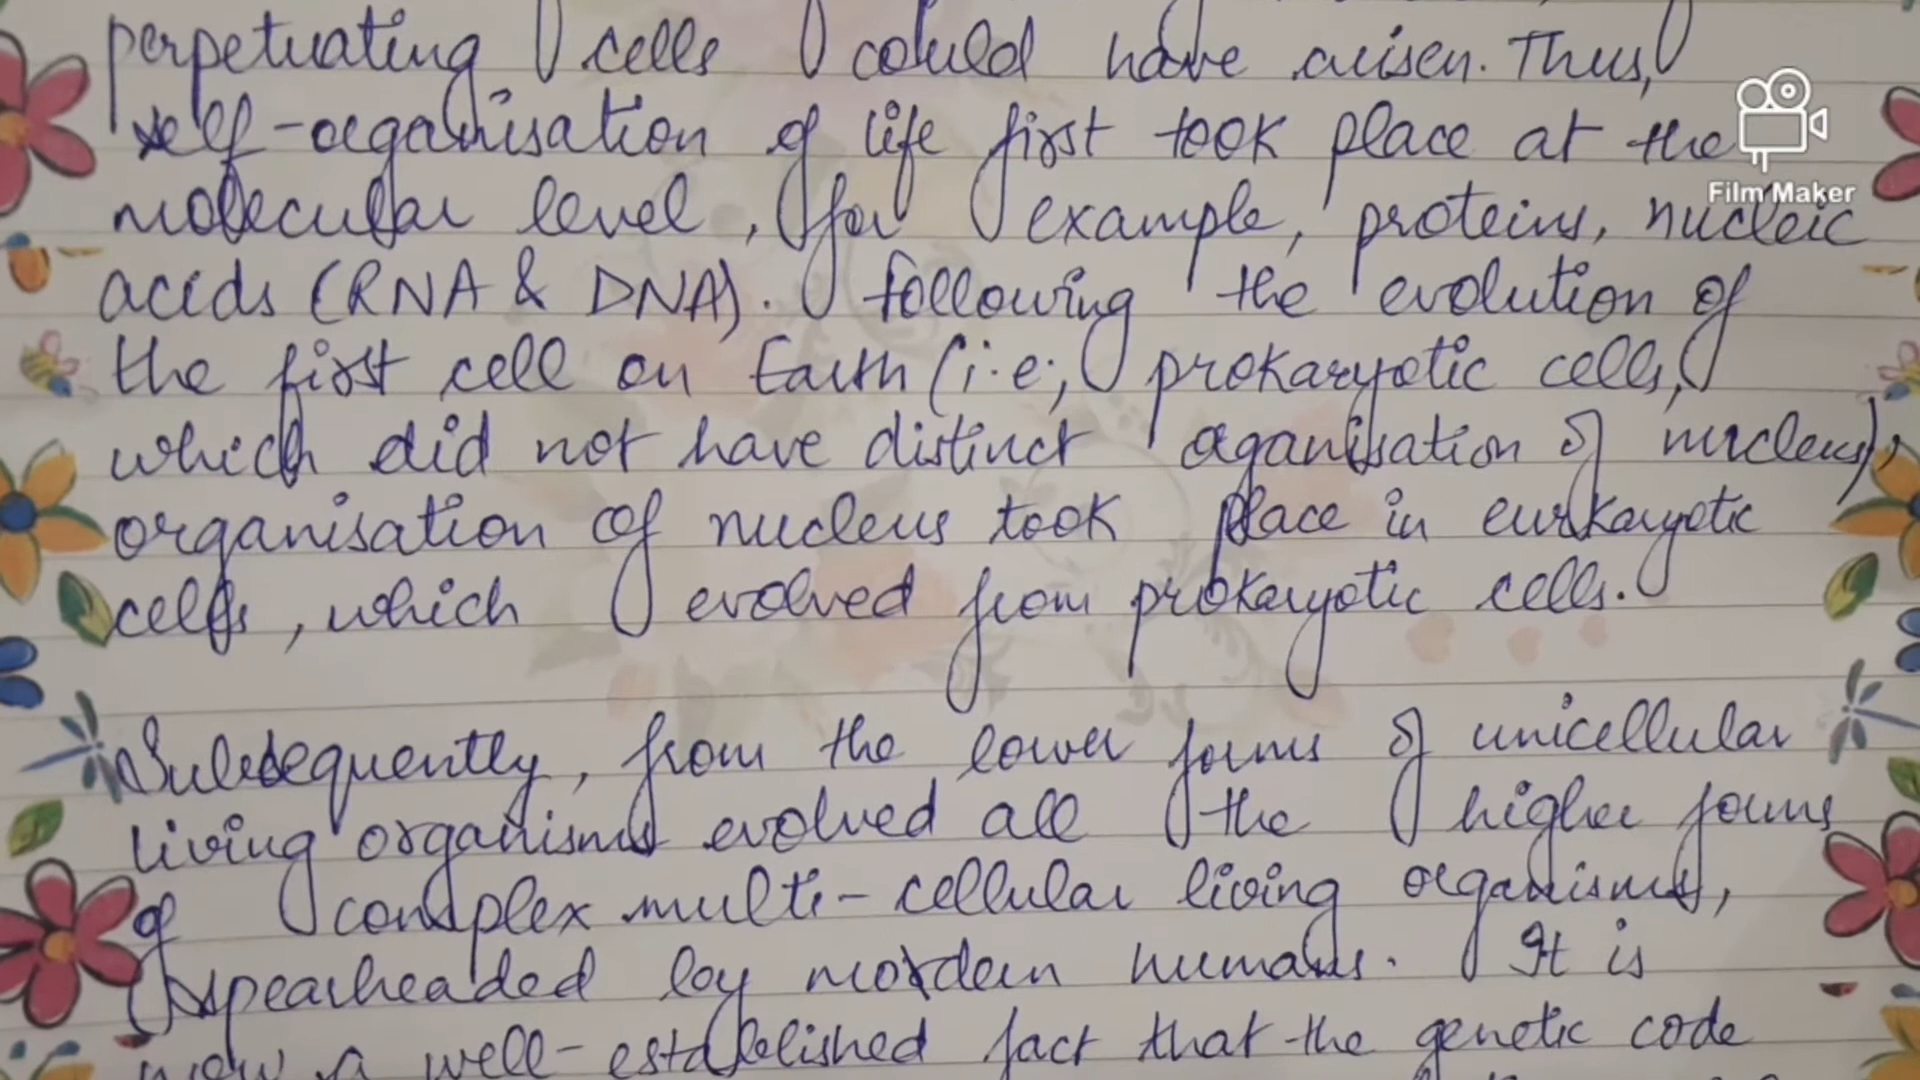 perpetuating cells could have arisen. Thus,
self-organisation of life first took place at the
Film Maker
molecular level, for example, proteins, nucleic
acids (RNA & DNA). following the evolution of
the first cell on Earth (i.e; prokaryotic cells,
which did not have distinct oganisation of nucleus),
organisation of nucleus took place in eurkaryotic
cells, which evolved from prokaryotic cells.
Subsequently, from the lower forms of unicellular
living organisms evolved all the higher forms
of complex multi-cellular living organisms,
spearheaded by mordern humans. It is
now a well-established fact that the genetic code